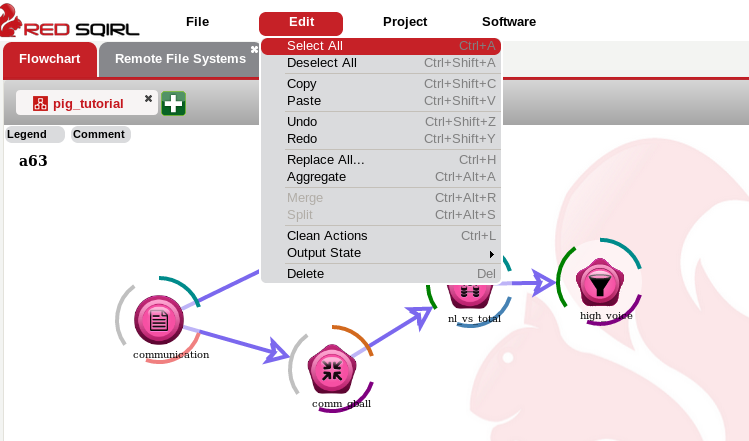 RED SQIRL
File Edit Project Software
Flowchart Remote File Systems
Select All Ctrl+A
Deselect All Ctrl+Shift+A
Copy Ctrl+Shift+C
Paste Ctrl+Shift+V
Undo Ctrl+Shift+Z
Redo Ctrl+Shift+Y
Replace All... Ctrl+H
Aggregate Ctrl+Alt+A
Merge Ctrl+Alt+R
Split Ctrl+Alt+S
Clean Actions Ctrl+L
Output State
Delete Del
pig_tutorial
Legend Comment
a63
communication
comm_gball
nl_vs_total
high_voice